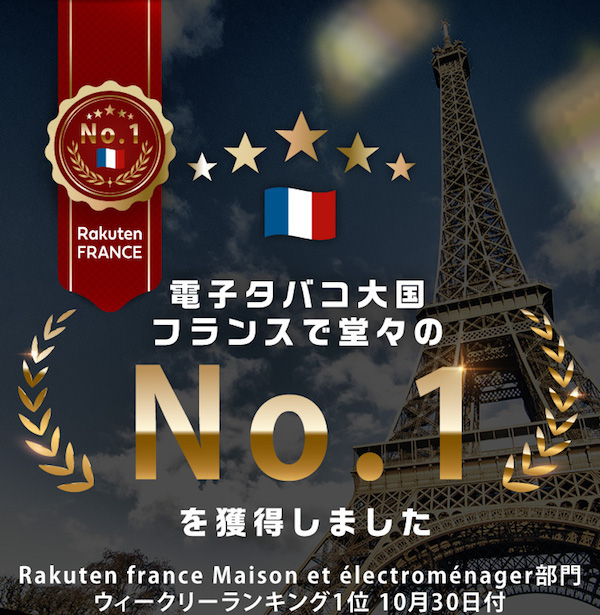 No.1
Rakuten
FRANCE
電子タバコ大国
フランスで堂々の
No.1
を獲得しました
Rakuten france Maison et électroménager部門
ウィークリーランキング1位 10月30日付